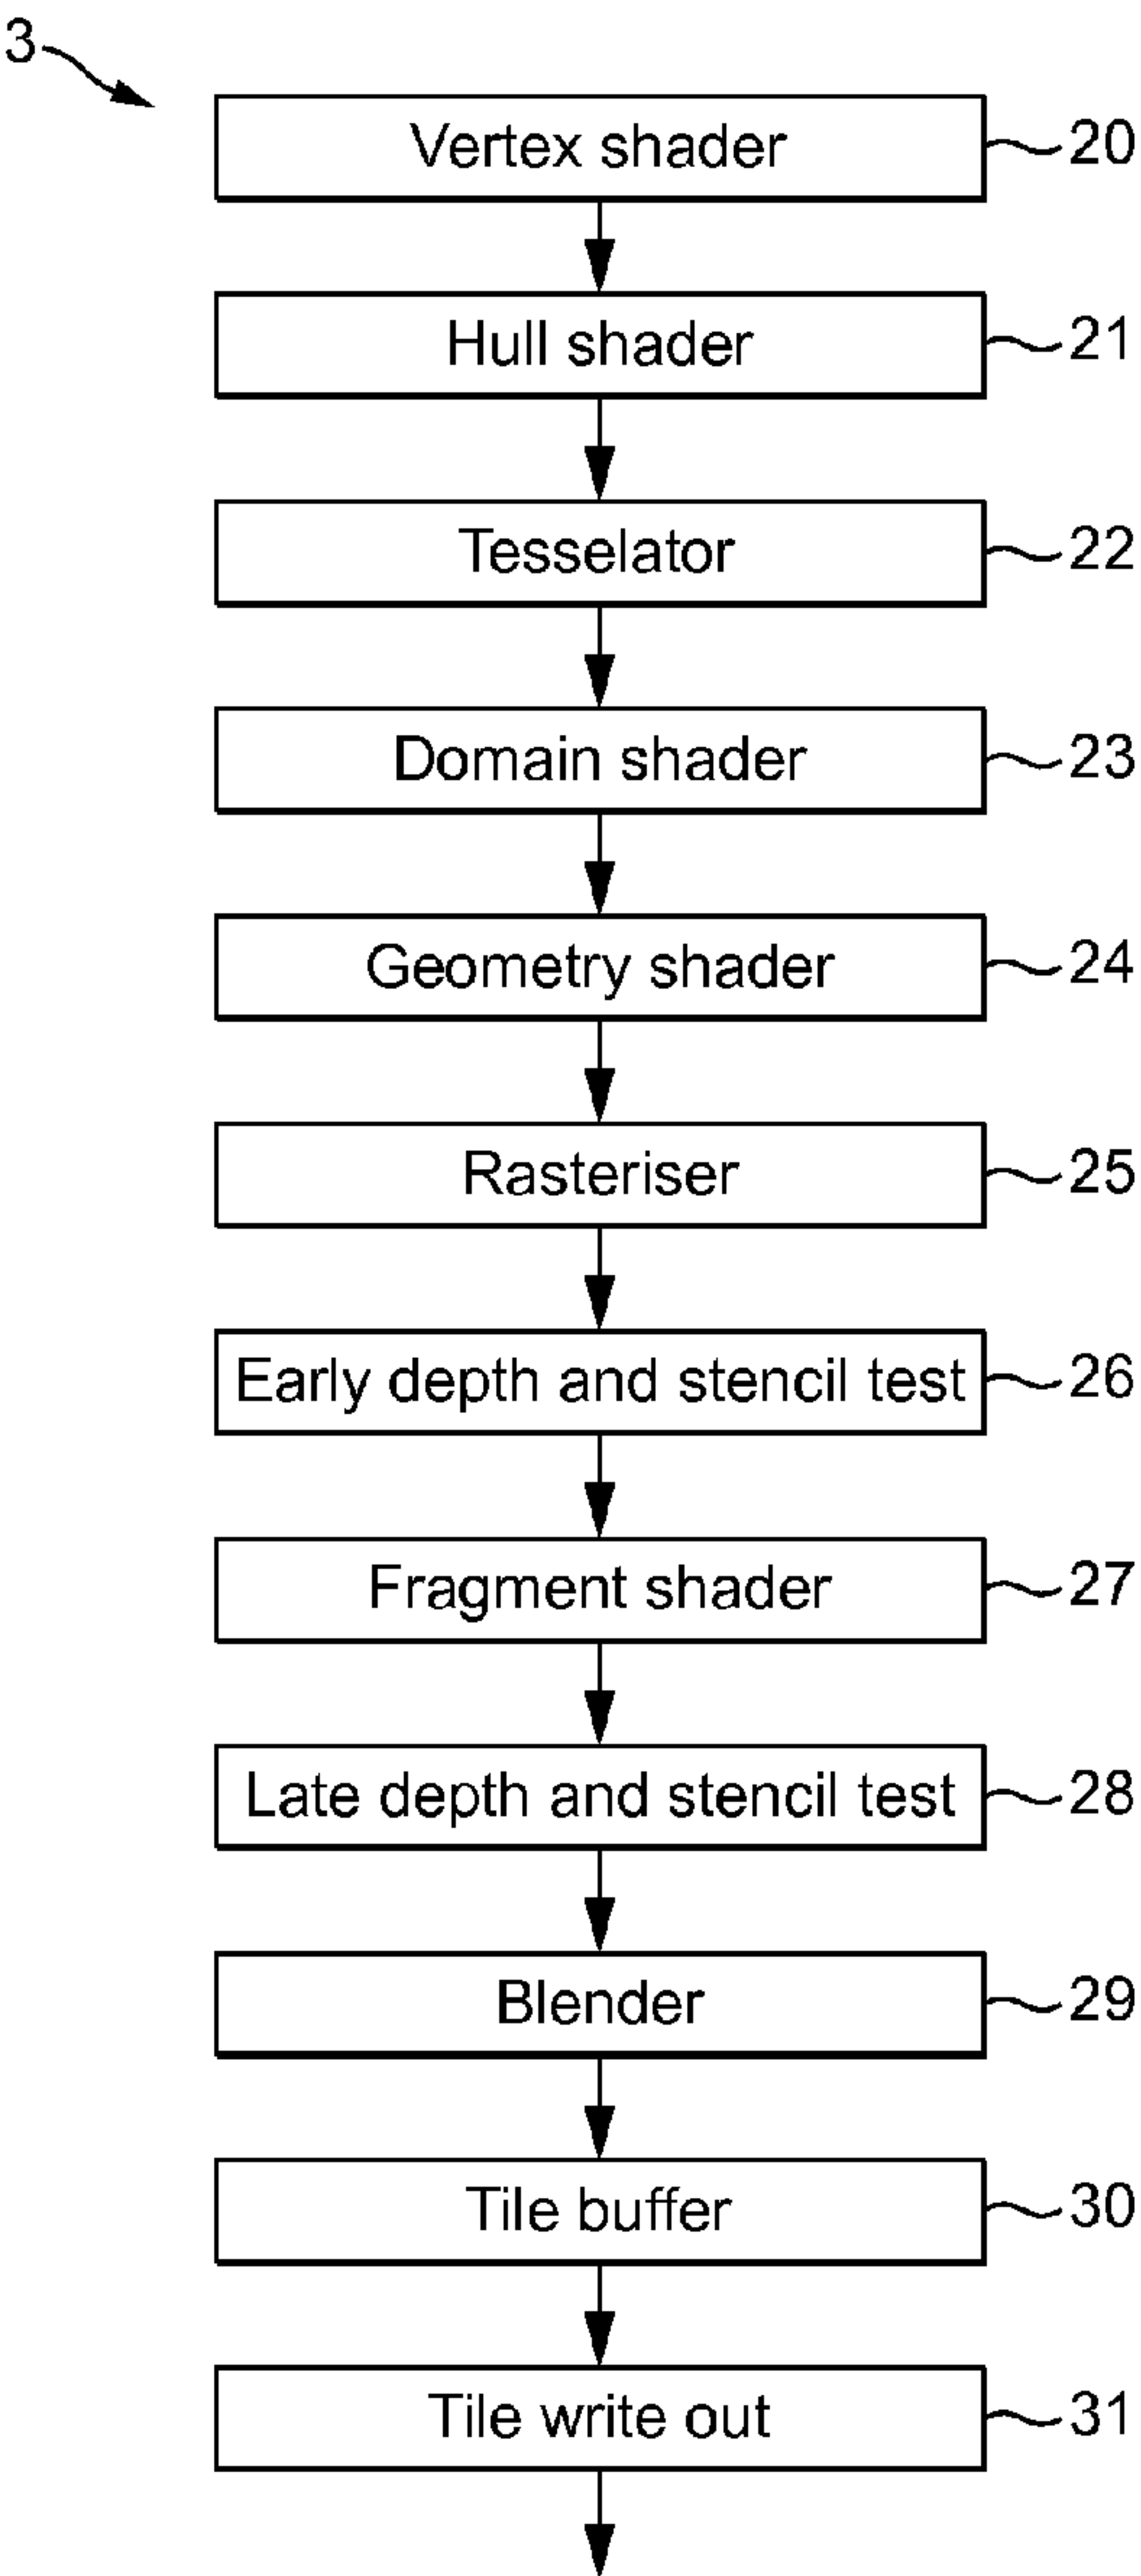 3
Vertex shader 20
Hull shader 21
Tesselator 22
Domain shader 23
Geometry shader 24
Rasteriser 25
Early depth and stencil test 26
Fragment shader 27
Late depth and stencil test 28
Blender 29
Tile buffer 30
Tile write out 31